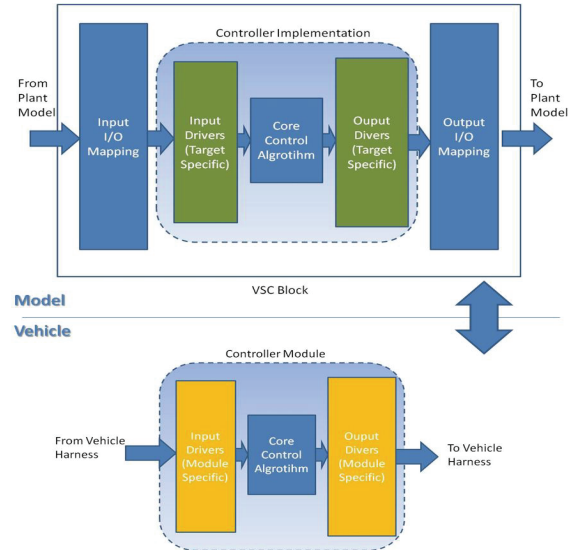 Controller Implementation
From
Plant
Model
To
Plant
Model
Input
I/O
Mapping
Input
Drivers
(Target
Specific)
Core
Control
Algrotihm
Ouput
Divers
(Target
Specific)
Output
I/O
Mapping
VSC Block
Model
Vehicle
Controller Module
From Vehicle
Harness
Input
Drivers
(Module
Specific)
Core
Control
Algrotihm
Ouput
Divers
(Module
Specific)
To Vehicle
Harness